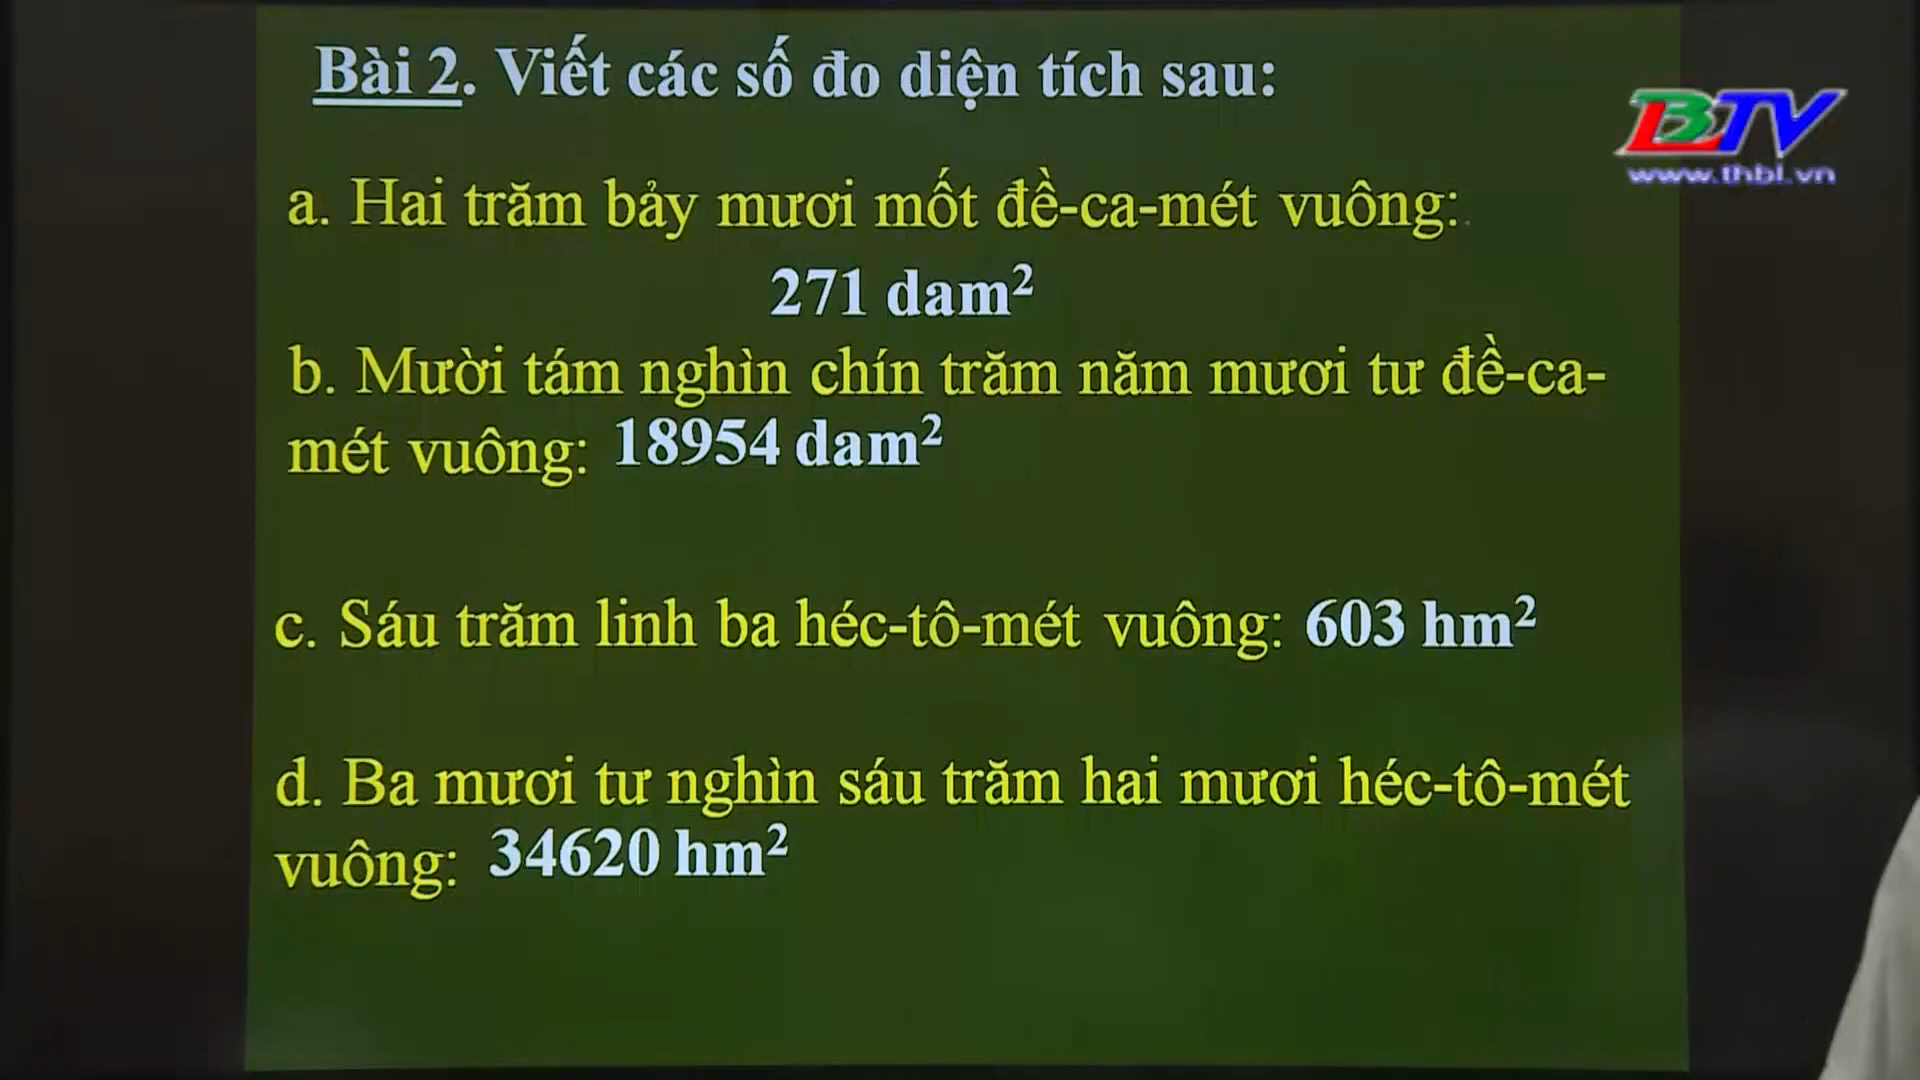 Bài 2. Viết các số đo diện tích sau:
BTV
www.thbl.vn
a. Hai trăm bảy mươi mốt đề-ca-mét vuông:
271 dam²
b. Mười tám nghìn chín trăm năm mươi tư đề-ca-
mét vuông: 18954 dam²
c. Sáu trăm linh ba héc-tô-mét vuông: 603 hm²
d. Ba mươi tư nghìn sáu trăm hai mươi héc-tô-mét
vuông: 34620 hm²